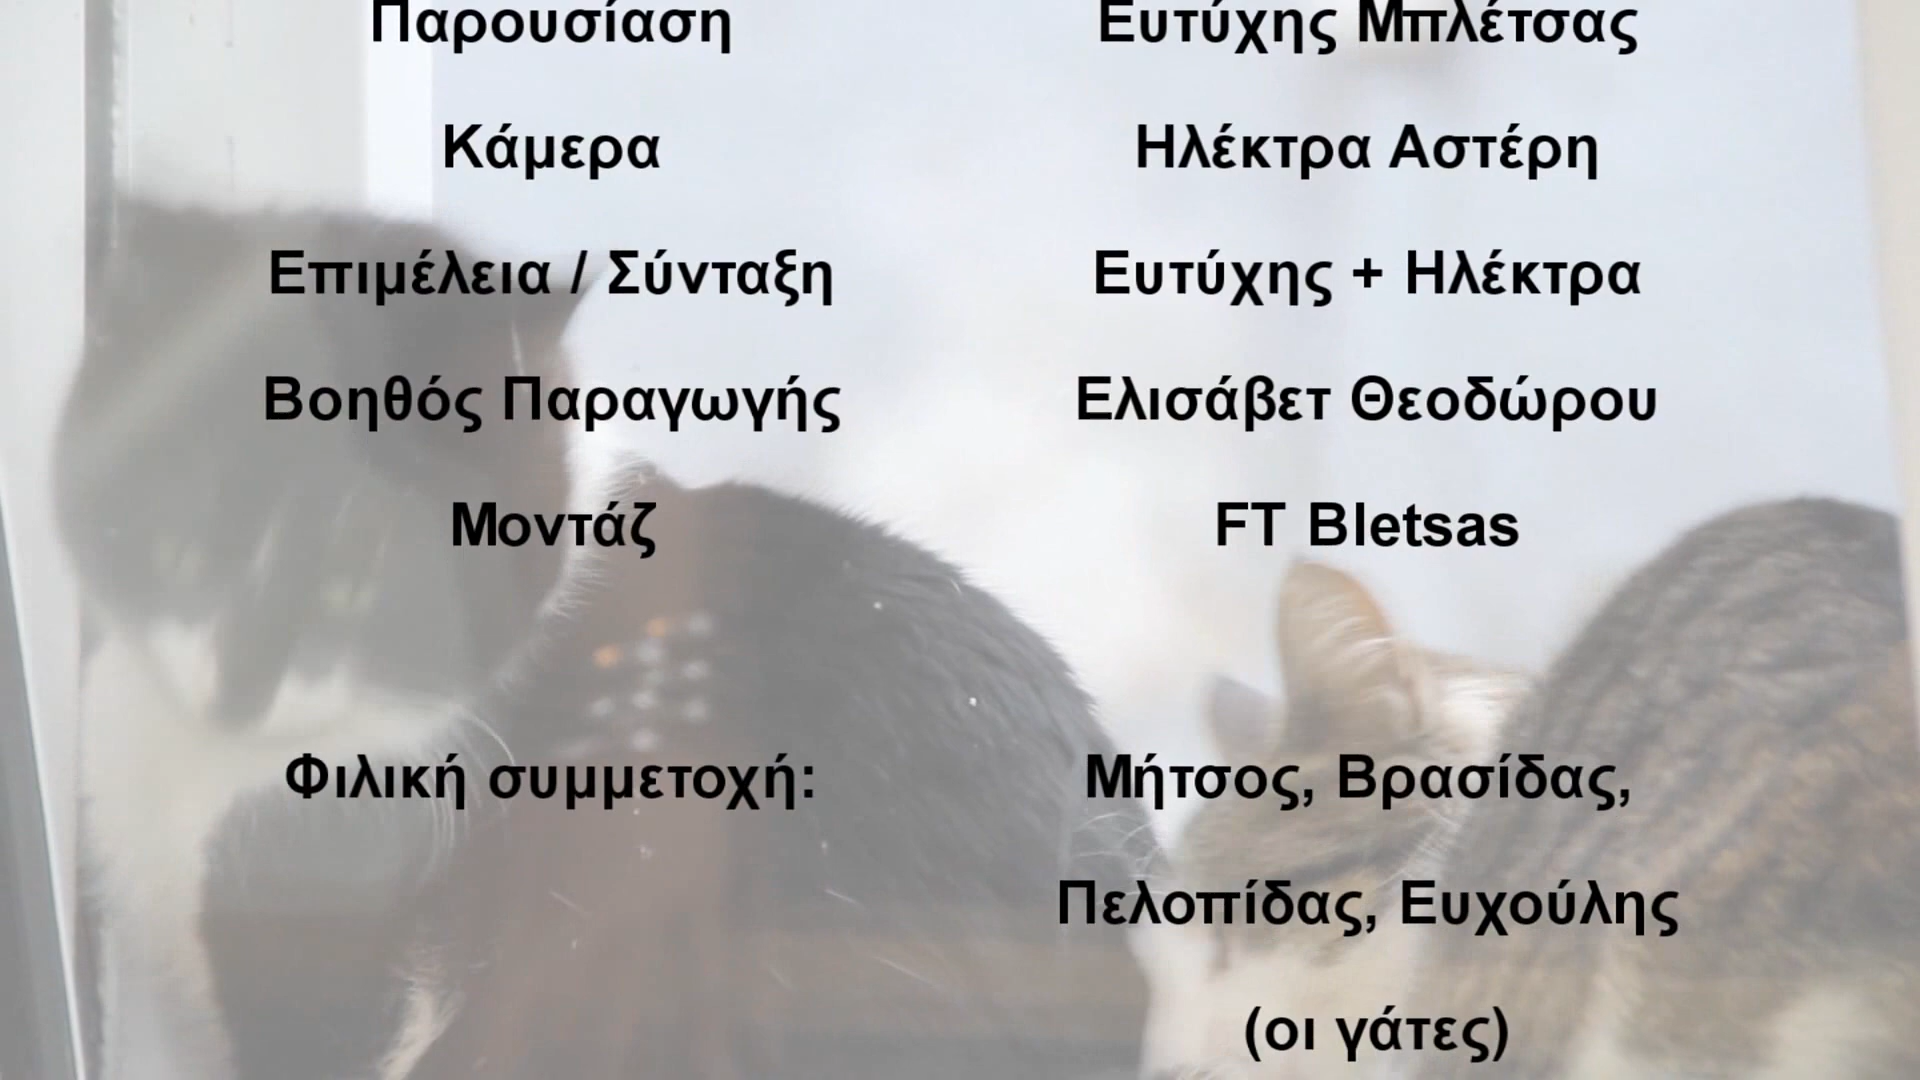 Παρουσίαση Ευτύχης Μπλέτσας
Κάμερα Ηλέκτρα Αστέρη
Επιμέλεια / Σύνταξη Ευτύχης + Ηλέκτρα
Βοηθός Παραγωγής Ελισάβετ Θεοδώρου
Μοντάζ FT Bletsas
Φιλική συμμετοχή: Μήτσος, Βρασίδας,
Πελοπίδας, Ευχούλης
(οι γάτες)